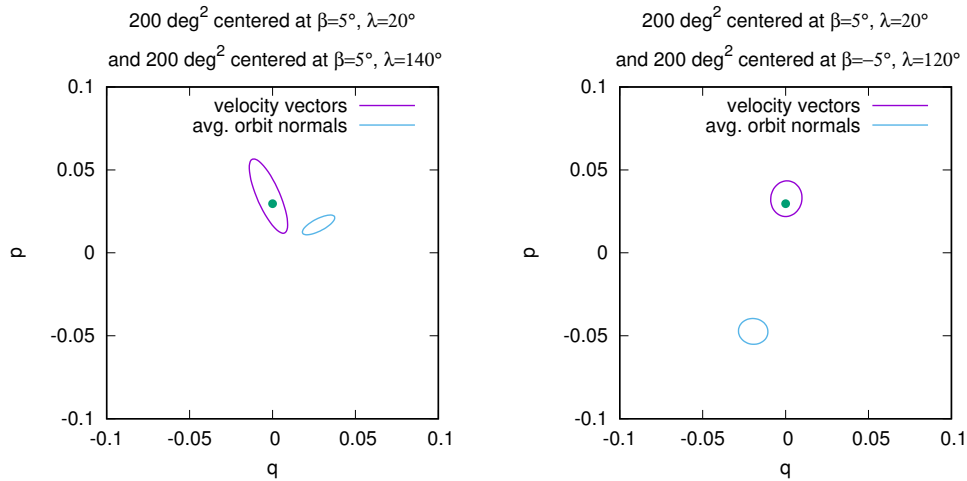 200 deg² centered at β=5°, λ=20°
and 200 deg² centered at β=5°, λ=140°
0.1
velocity vectors
avg. orbit normals
0.05
p
0
-0.05
-0.1
-0.1
-0.05
0
0.05
0.1
q
200 deg² centered at β=5°, λ=20°
and 200 deg² centered at β=−5°, λ=120°
0.1
velocity vectors
avg. orbit normals
0.05
p
0
-0.05
-0.1
-0.1
-0.05
0
0.05
0.1
q